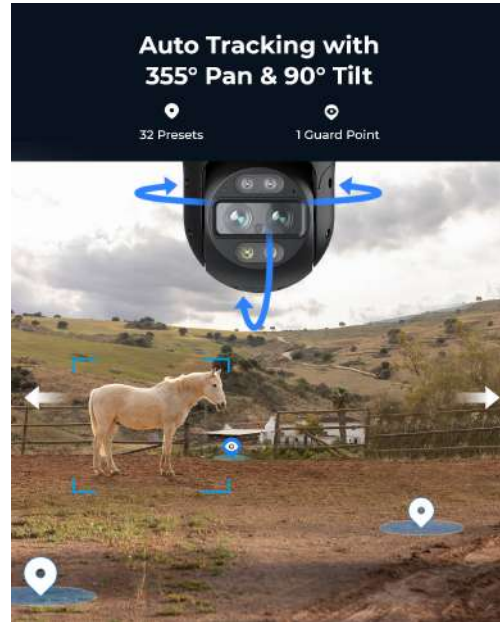 Auto Tracking with
355° Pan & 90° Tilt
32 Presets
1 Guard Point